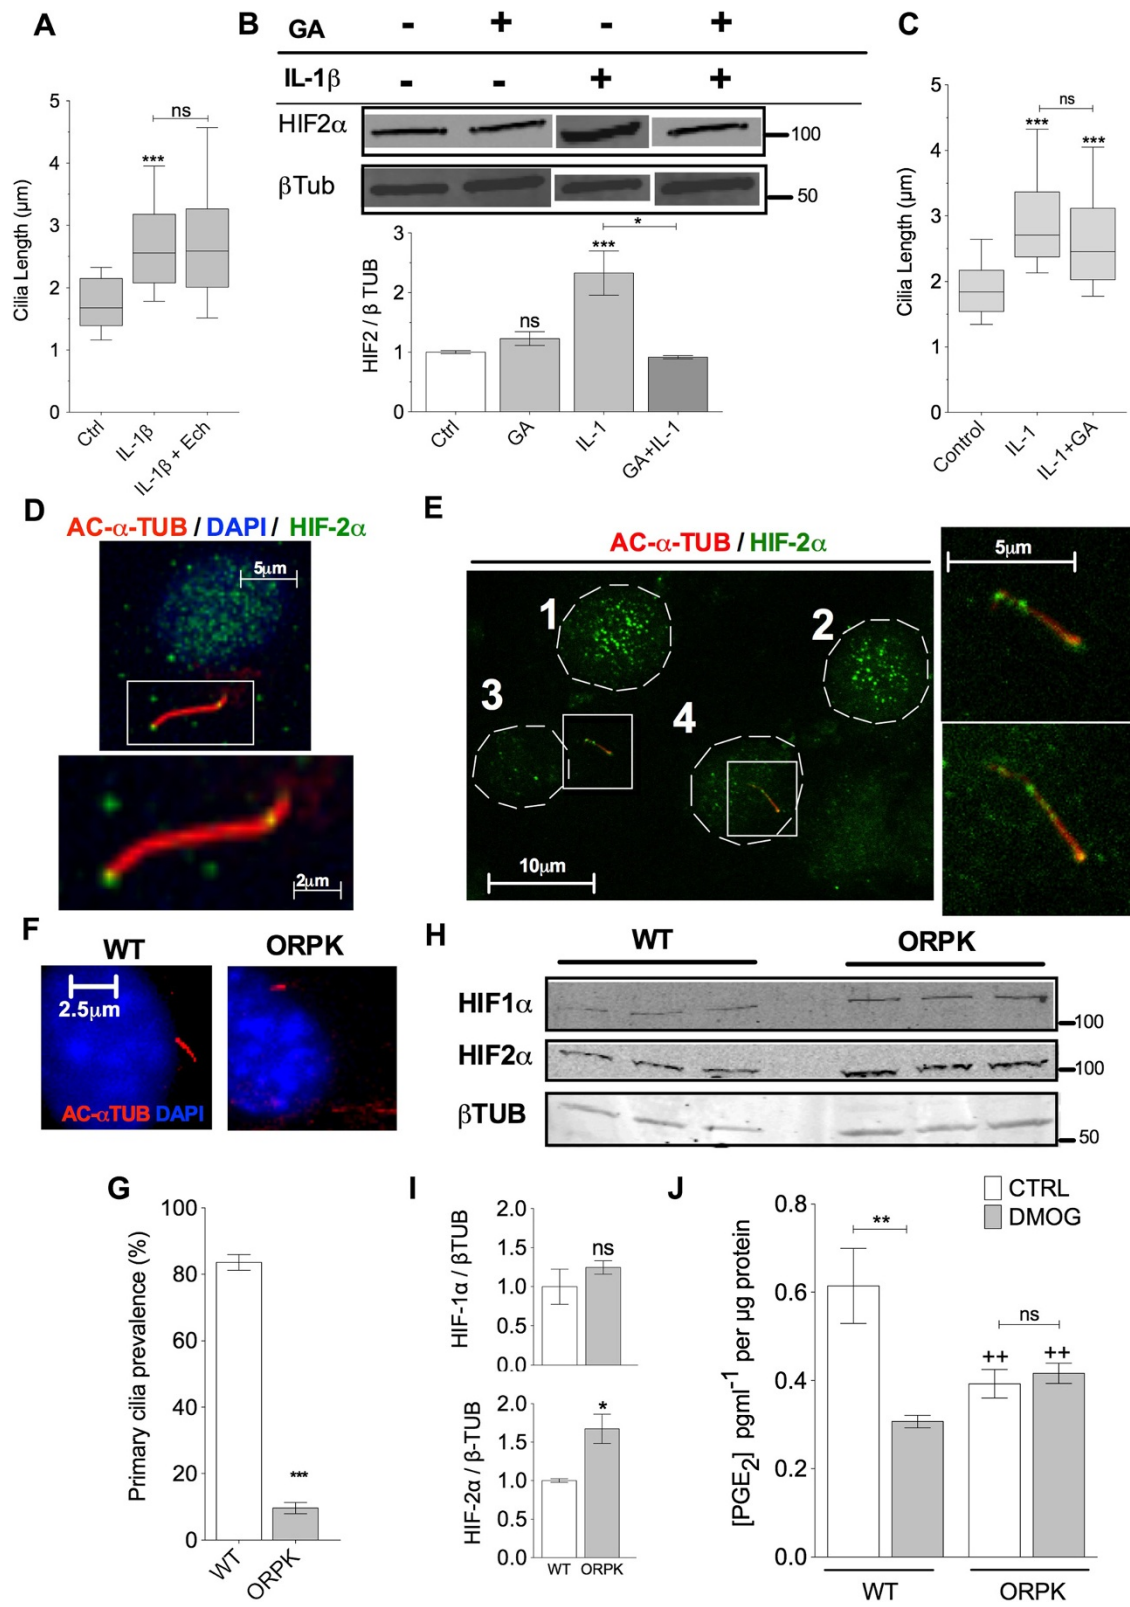 A
Cilia Length (µm)
5
4
3
2
1
0
***
ns
Ctrl
IL-1β
IL-1β + Ech
B
GA - + - +
IL-1β - - + +
HIF2α
100
βTub
50
HIF2 / β TUB
3
2
1
0
ns
***
*
Ctrl
GA
IL-1
GA+IL-1
C
Cilia Length (µm)
5
4
3
2
1
0
***
ns
***
Control
IL-1
IL-1+GA
D
AC-α-TUB / DAPI / HIF-2α
5µm
2µm
E
AC-α-TUB / HIF-2α
1
2
3
4
10µm
5µm
F
WT
ORPK
2.5µm
AC-αTUB DAPI
G
Primary cilia prevalence (%)
100
80
60
40
20
0
***
WT
ORPK
H
WT
ORPK
HIF1α
100
HIF2α
100
βTUB
50
I
HIF-1α / βTUB
2.0
1.5
1.0
0.5
0.0
ns
HIF-2α / β-TUB
2.0
1.5
1.0
0.5
0.0
*
WT ORPK
J
CTRL
DMOG
[PGE2] pgml-1 per µg protein
0.8
0.6
0.4
0.2
0.0
**
ns
++ ++
WT
ORPK